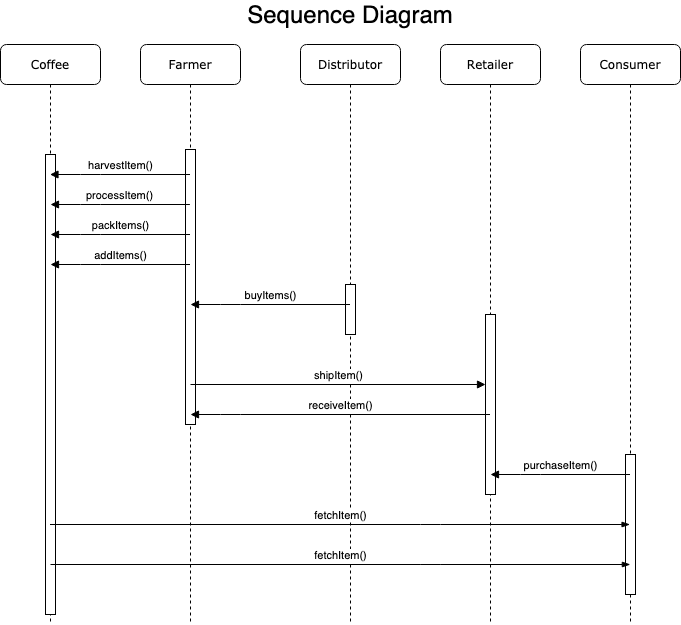 Sequence Diagram
Coffee
Farmer
Distributor
Retailer
Consumer
harvestItem()
processItem()
packItems()
addItems()
buyItems()
shipItem()
receiveItem()
purchaseItem()
fetchItem()
fetchItem()